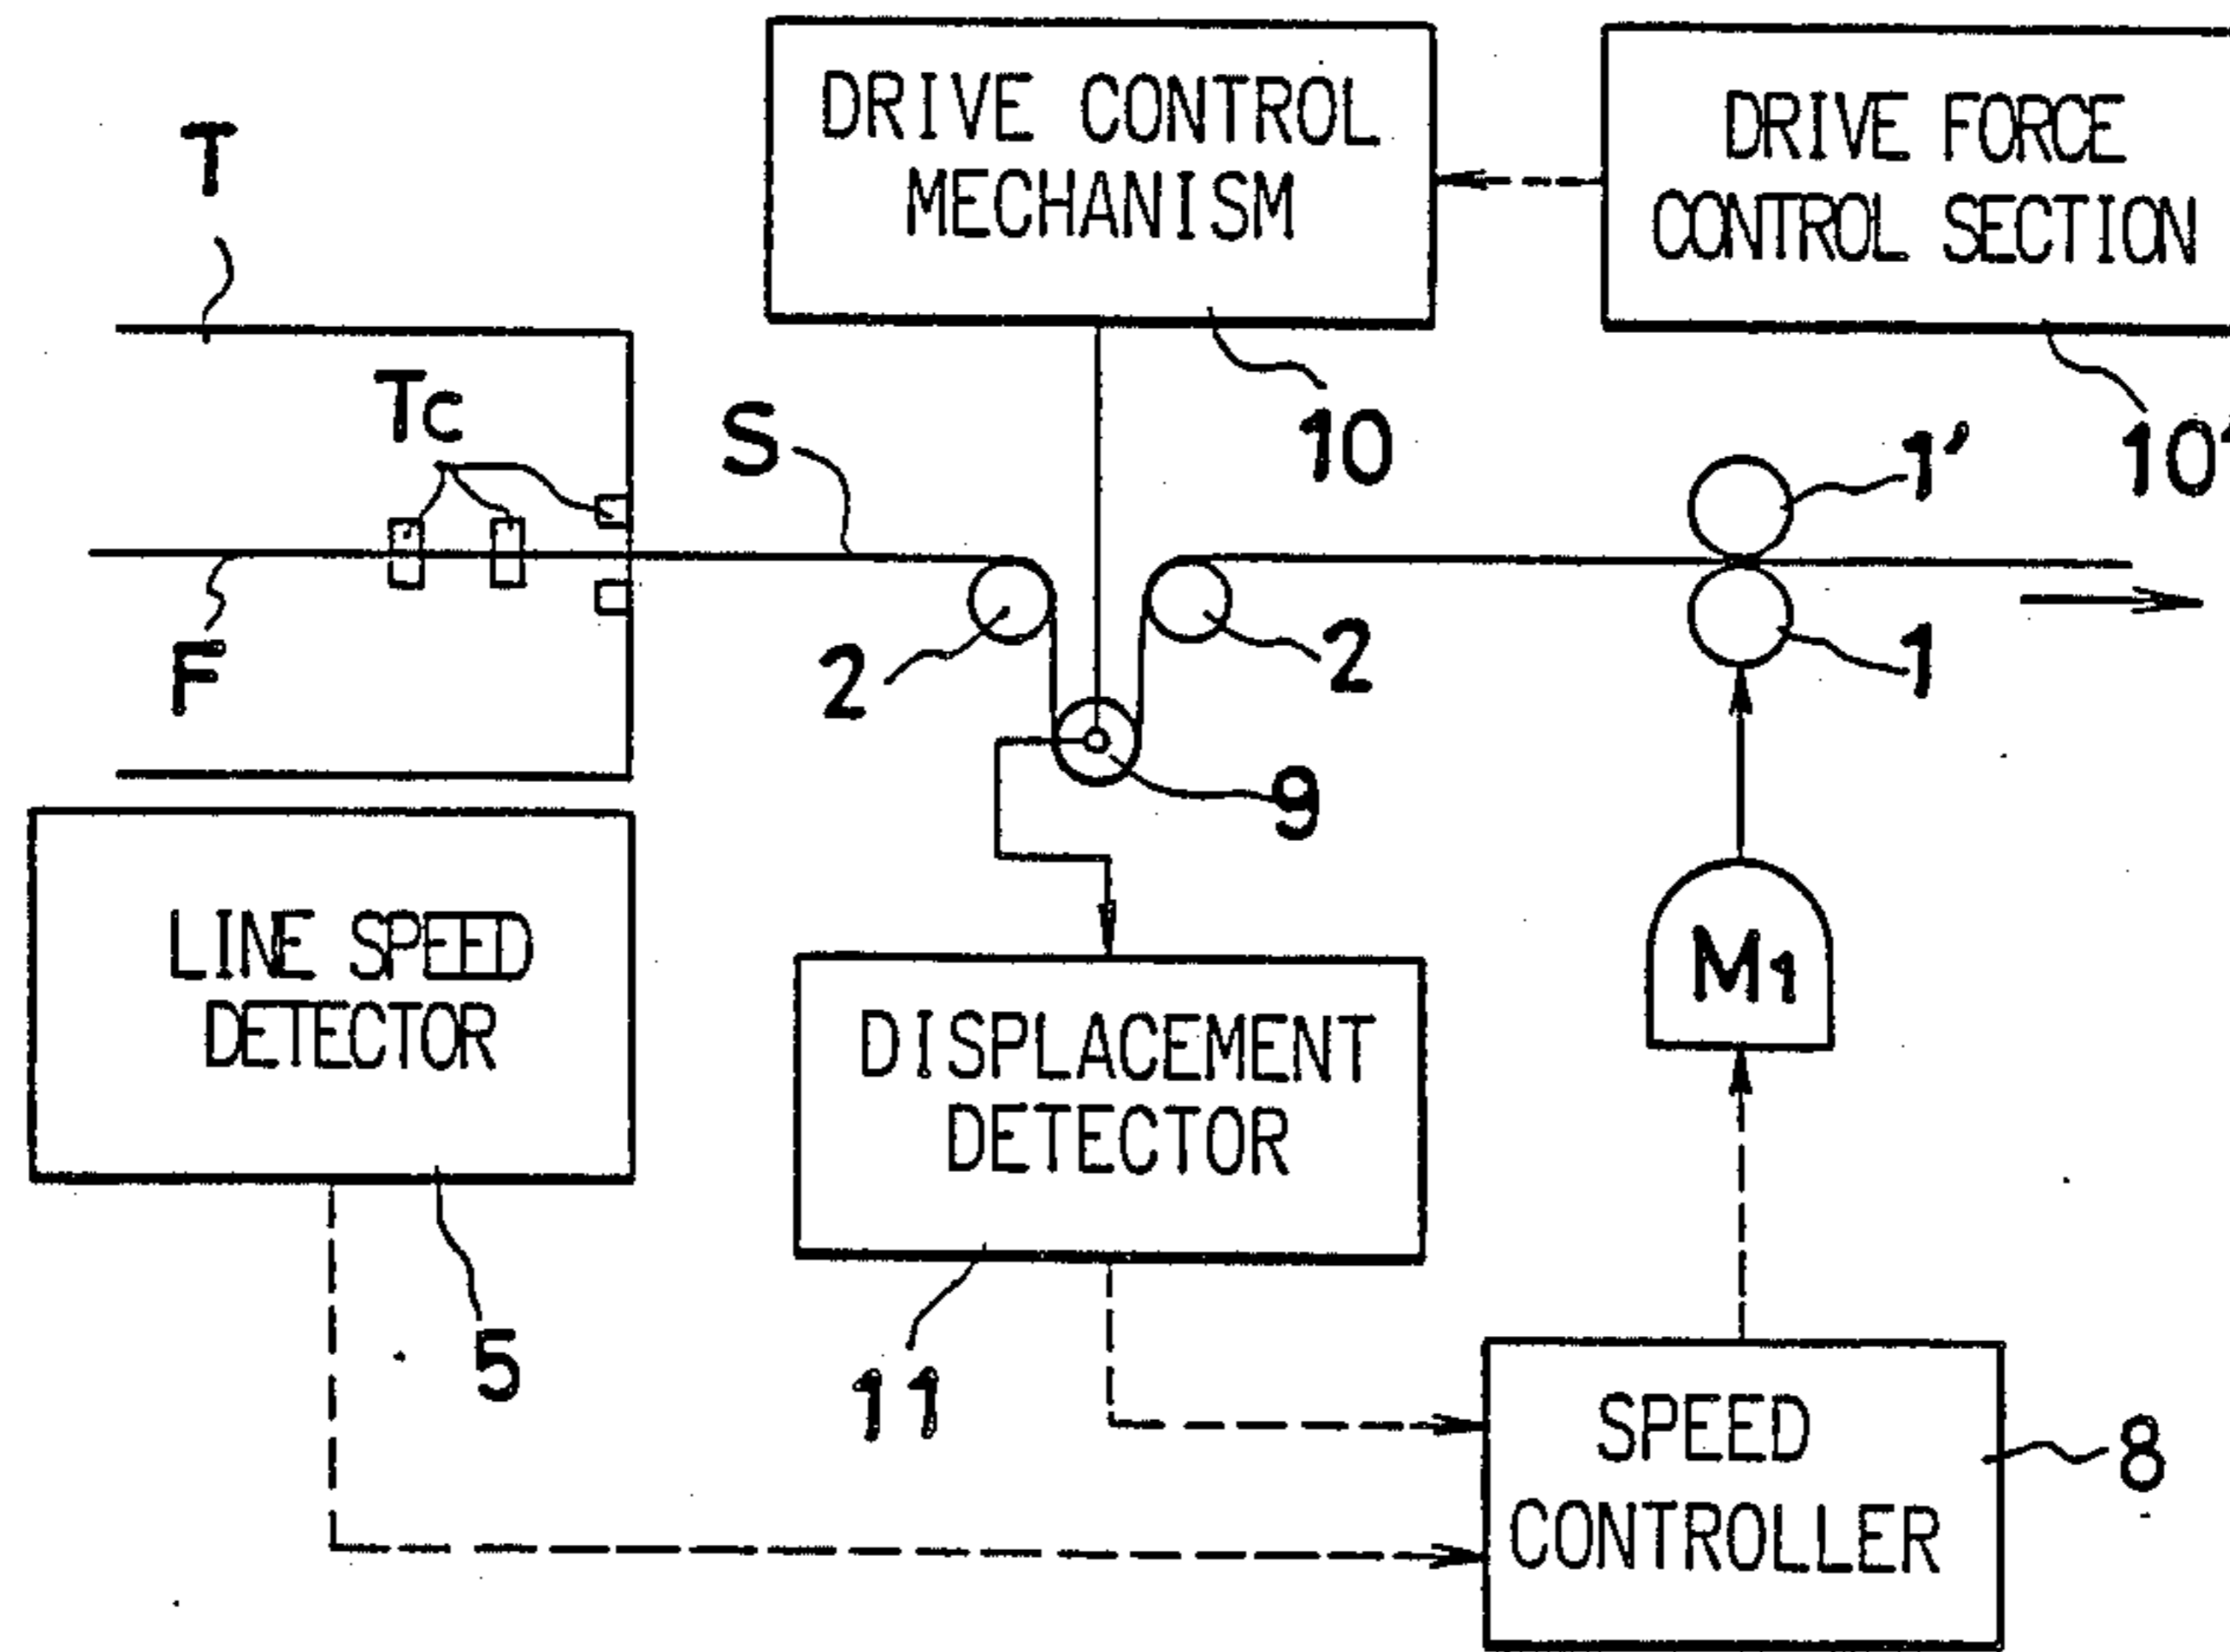 DRIVE CONTROL
MECHANISM
DRIVE FORCE
CONTROL SECTION
T
Tc
S
10
1'
10'
F
2
2
1
9
LINE SPEED
DETECTOR
M1
DISPLACEMENT
DETECTOR
5
11
SPEED
CONTROLLER
8